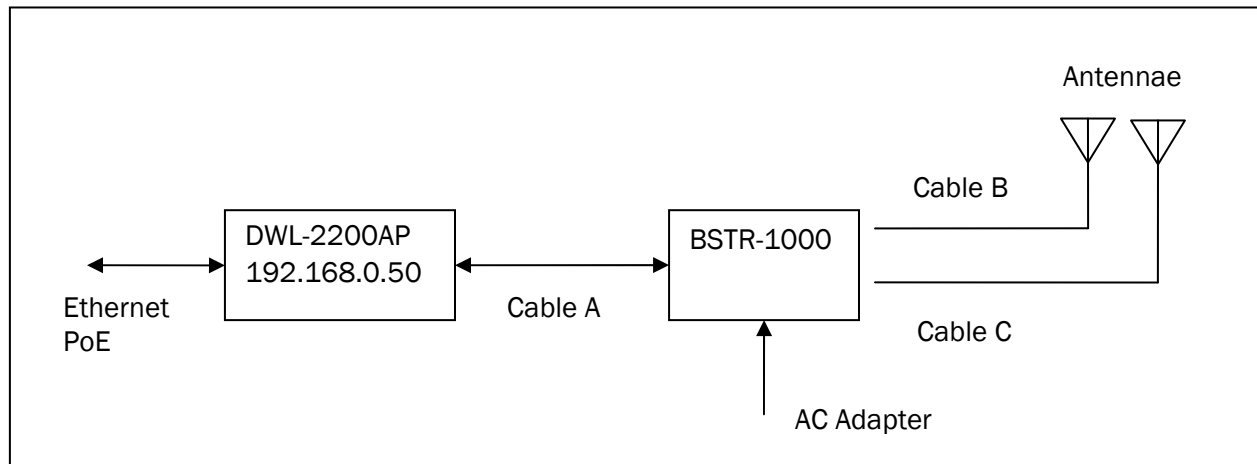 Antennae
Cable B
DWL-2200AP
192.168.0.50
BSTR-1000
Ethernet
PoE
Cable A
Cable C
AC Adapter